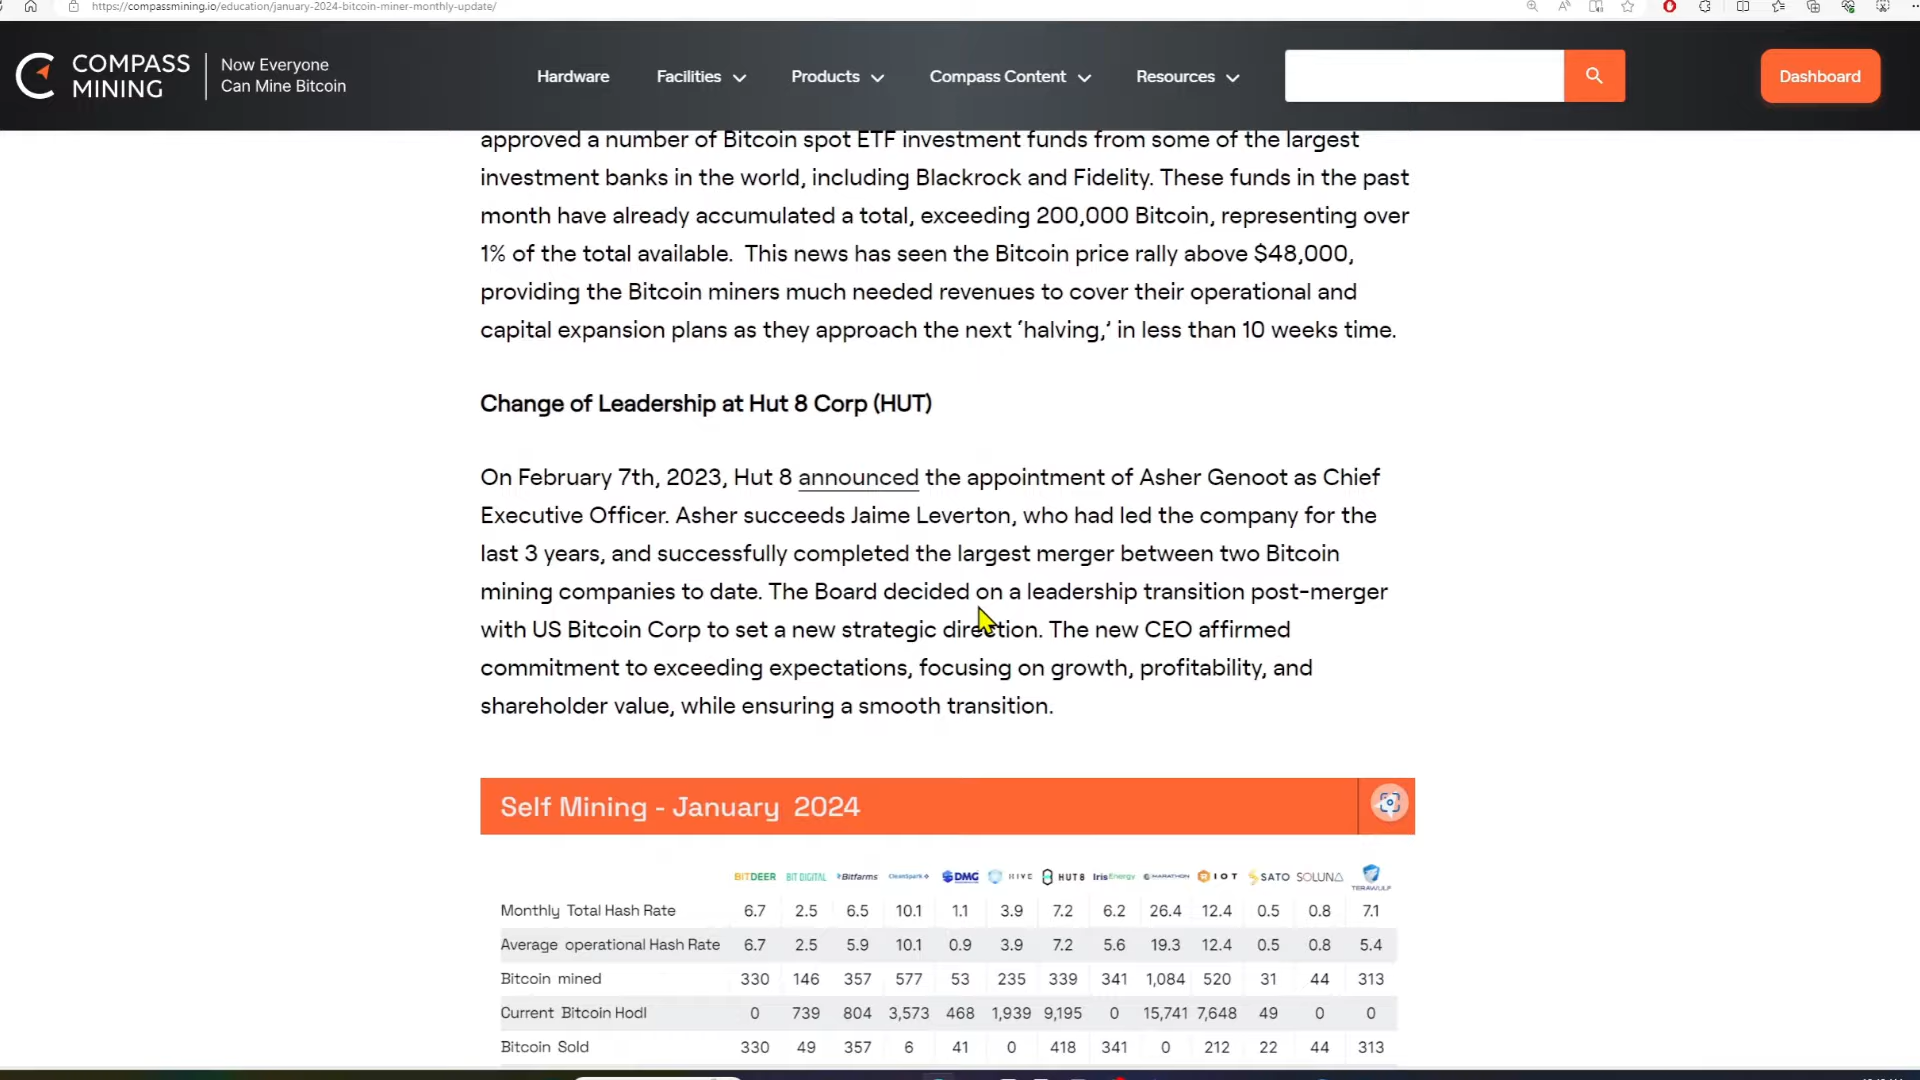 https://compassmining.io/education/january-2024-bitcoin-miner-monthly-update/
COMPASS MINING
Now Everyone Can Mine Bitcoin
Hardware Facilities Products Compass Content Resources Dashboard
approved a number of Bitcoin spot ETF investment funds from some of the largest
investment banks in the world, including Blackrock and Fidelity. These funds in the past
month have already accumulated a total, exceeding 200,000 Bitcoin, representing over
1% of the total available. This news has seen the Bitcoin price rally above $48,000,
providing the Bitcoin miners much needed revenues to cover their operational and
capital expansion plans as they approach the next ‘halving,’ in less than 10 weeks time.
Change of Leadership at Hut 8 Corp (HUT)
On February 7th, 2023, Hut 8 announced the appointment of Asher Genoot as Chief
Executive Officer. Asher succeeds Jaime Leverton, who had led the company for the
last 3 years, and successfully completed the largest merger between two Bitcoin
mining companies to date. The Board decided on a leadership transition post-merger
with US Bitcoin Corp to set a new strategic direction. The new CEO affirmed
commitment to exceeding expectations, focusing on growth, profitability, and
shareholder value, while ensuring a smooth transition.
Self Mining - January 2024
BITDEER BIT DIGITAL Bitfarms CleanSpark DMG HIVE HUT8 IrisEnergy MARATHON IOT SATO SOLUNA TERAWULF
Monthly Total Hash Rate 6.7 2.5 6.5 10.1 1.1 3.9 7.2 6.2 26.4 12.4 0.5 0.8 7.1
Average operational Hash Rate 6.7 2.5 5.9 10.1 0.9 3.9 7.2 5.6 19.3 12.4 0.5 0.8 5.4
Bitcoin mined 330 146 357 577 53 235 339 341 1,084 520 31 44 313
Current Bitcoin Hodl 0 739 804 3,573 468 1,939 9,195 0 15,741 7,648 49 0 0
Bitcoin Sold 330 49 357 6 41 0 418 341 0 212 22 44 313